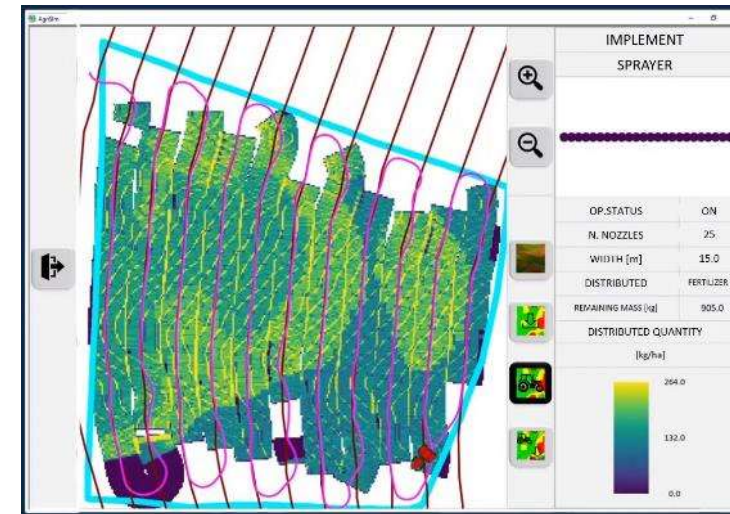 AgriSim
IMPLEMENT
SPRAYER
OP.STATUS ON
N. NOZZLES 25
WIDTH [m] 15.0
DISTRIBUTED FERTILIZER
REMAINING MASS [kg] 905.0
DISTRIBUTED QUANTITY
[kg/ha]
264.0
132.0
0.0